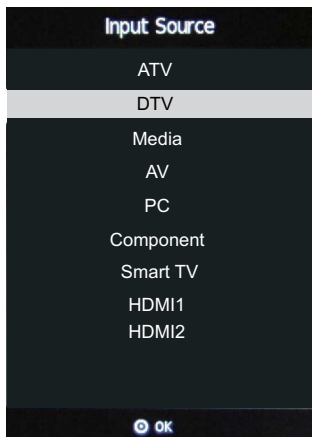 Input Source
ATV
DTV
Media
AV
PC
Component
Smart TV
HDMI1
HDMI2
OK